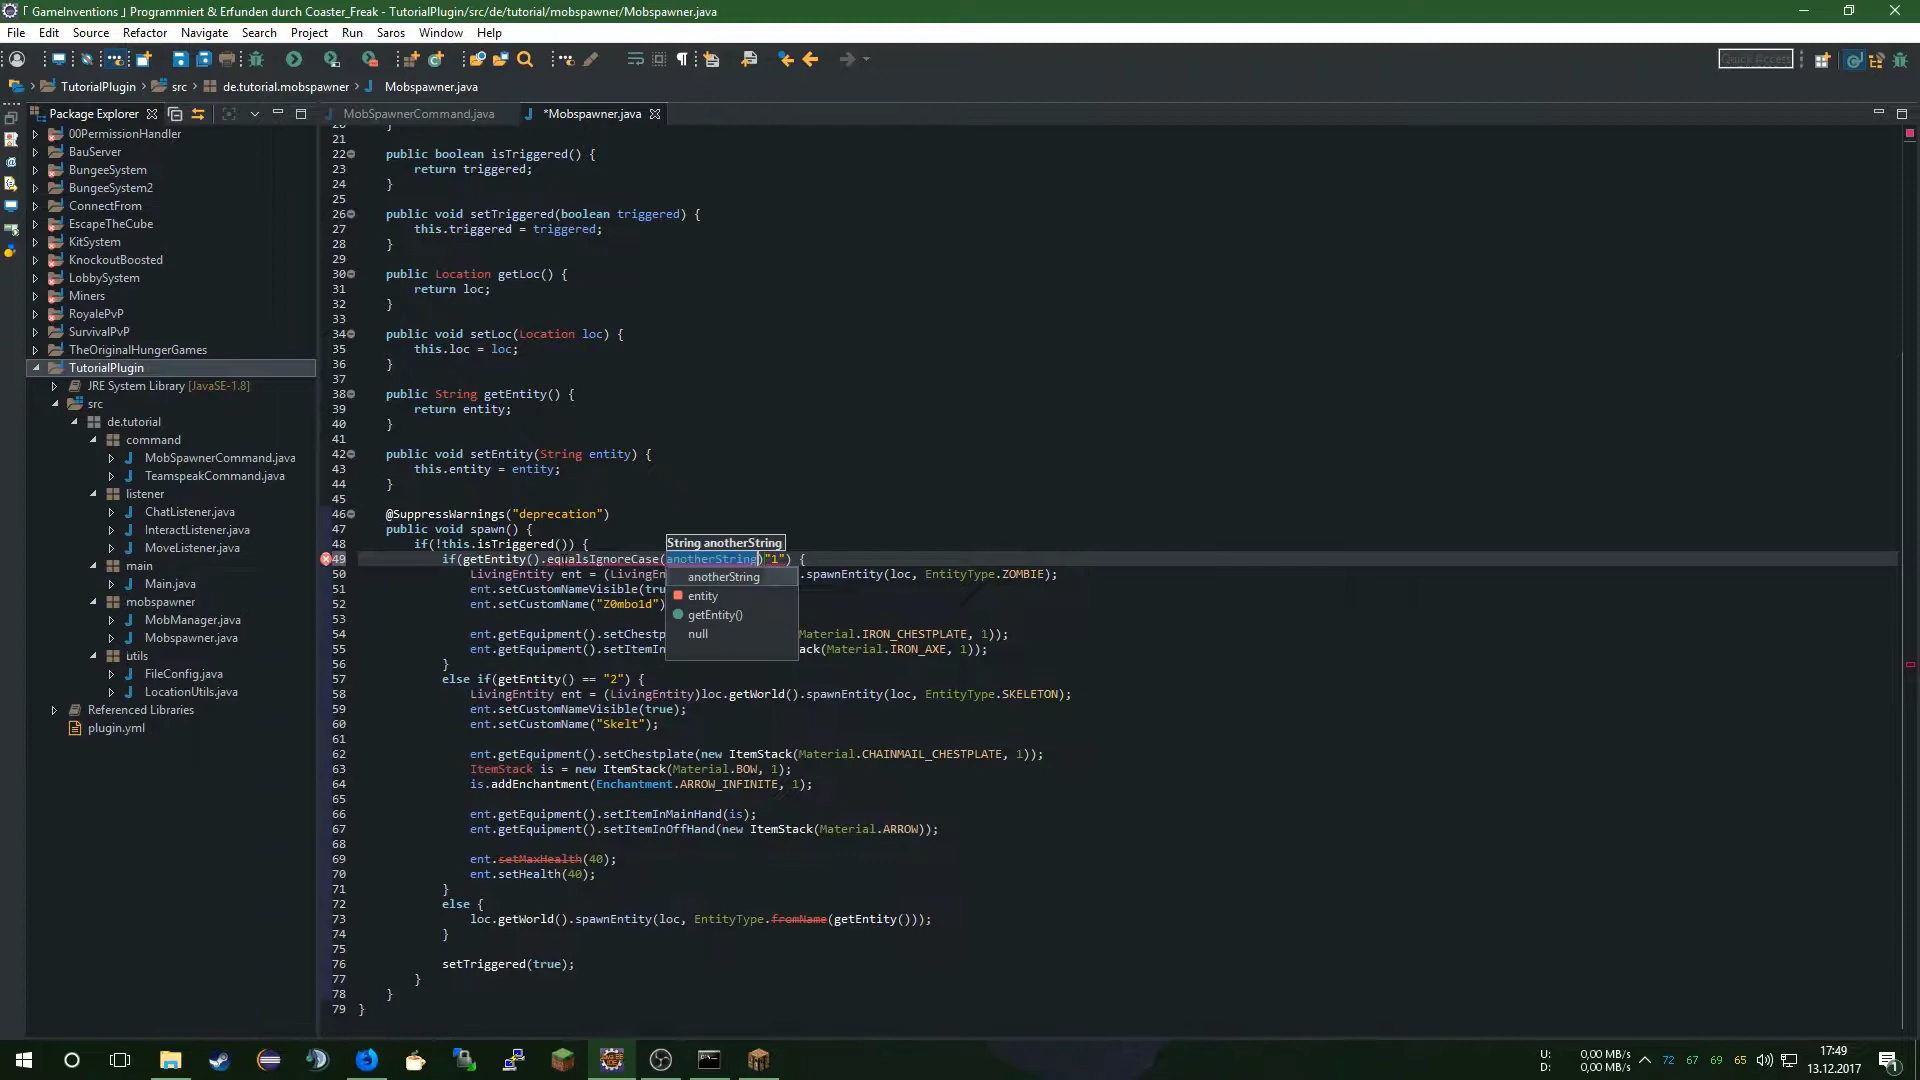 「 GameInventions 」Programmiert & Erfunden durch Coaster_Freak - TutorialPlugin/src/de/tutorial/mobspawner/Mobspawner.java
File Edit Source Refactor Navigate Search Project Run Saros Window Help
Quick Access
TutorialPlugin src de.tutorial.mobspawner Mobspawner.java
Package Explorer
MobSpawnerCommand.java *Mobspawner.java
00PermissionHandler
BauServer
BungeeSystem
BungeeSystem2
ConnectFrom
EscapeTheCube
KitSystem
KnockoutBoosted
LobbySystem
Miners
RoyalePvP
SurvivalPvP
TheOriginalHungerGames
TutorialPlugin
JRE System Library [JavaSE-1.8]
src
de.tutorial
command
MobSpawnerCommand.java
TeamspeakCommand.java
listener
ChatListener.java
InteractListener.java
MoveListener.java
main
Main.java
mobspawner
MobManager.java
Mobspawner.java
utils
FileConfig.java
LocationUtils.java
Referenced Libraries
plugin.yml
20 }
21
22 public boolean isTriggered() {
23 return triggered;
24 }
25
26 public void setTriggered(boolean triggered) {
27 this.triggered = triggered;
28 }
29
30 public Location getLoc() {
31 return loc;
32 }
33
34 public void setLoc(Location loc) {
35 this.loc = loc;
36 }
37
38 public String getEntity() {
39 return entity;
40 }
41
42 public void setEntity(String entity) {
43 this.entity = entity;
44 }
45
46 @SuppressWarnings("deprecation")
47 public void spawn() {
48 if(!this.isTriggered()) {
String anotherString
49 if(getEntity().equalsIgnoreCase(anotherString)"1") {
50 LivingEntity ent = (LivingEn .spawnEntity(loc, EntityType.ZOMBIE);
anotherString
51 ent.setCustomNameVisible(tru
entity
52 ent.setCustomName("Z0mbo1d")
getEntity()
53
null
54 ent.getEquipment().setChestp Material.IRON_CHESTPLATE, 1));
55 ent.getEquipment().setItemIn ack(Material.IRON_AXE, 1));
56 }
57 else if(getEntity() == "2") {
58 LivingEntity ent = (LivingEntity)loc.getWorld().spawnEntity(loc, EntityType.SKELETON);
59 ent.setCustomNameVisible(true);
60 ent.setCustomName("Skelt");
61
62 ent.getEquipment().setChestplate(new ItemStack(Material.CHAINMAIL_CHESTPLATE, 1));
63 ItemStack is = new ItemStack(Material.BOW, 1);
64 is.addEnchantment(Enchantment.ARROW_INFINITE, 1);
65
66 ent.getEquipment().setItemInMainHand(is);
67 ent.getEquipment().setItemInOffHand(new ItemStack(Material.ARROW));
68
69 ent.setMaxHealth(40);
70 ent.setHealth(40);
71 }
72 else {
73 loc.getWorld().spawnEntity(loc, EntityType.fromName(getEntity()));
74 }
75
76 setTriggered(true);
77 }
78 }
79 }
U: 0,00 MB/s
D: 0,00 MB/s
72 67 69 65
17:49
13.12.2017
1